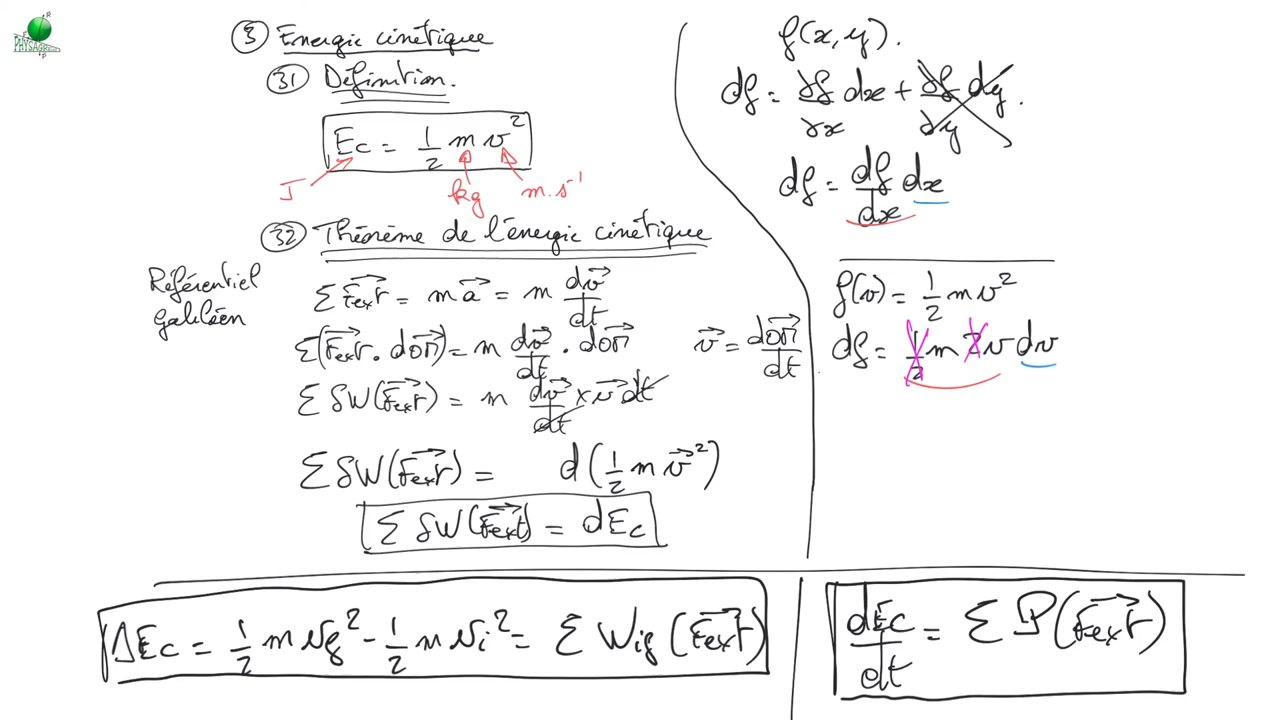 PAYSAGES
③ Energie cinétique
③① Définition.
Ec = 1/2 m v²
J kg m.s⁻¹
③② Théorème de l'énergie cinétique
Référentiel
galiléen
Σ F⃗ext = m a⃗ = m dv⃗/dt
Σ(F⃗ext . dOM⃗) = m dv⃗/dt . dOM⃗ v⃗ = dOM⃗/dt
Σ δW(F⃗ext) = m dv⃗/dt × v⃗ dt
Σ δW(F⃗ext) = d(1/2 m v⃗²)
Σ δW(F⃗ext) = dEc
f(x,y).
df = ∂f/∂x dx + ∂f/∂y dy.
df = df/dx dx
f(v) = 1/2 m v²
df = 1/2 m 2 v dv
ΔEc = 1/2 m vf² - 1/2 m vi² = Σ Wif (F⃗ext)
dEc/dt = Σ P(F⃗ext)